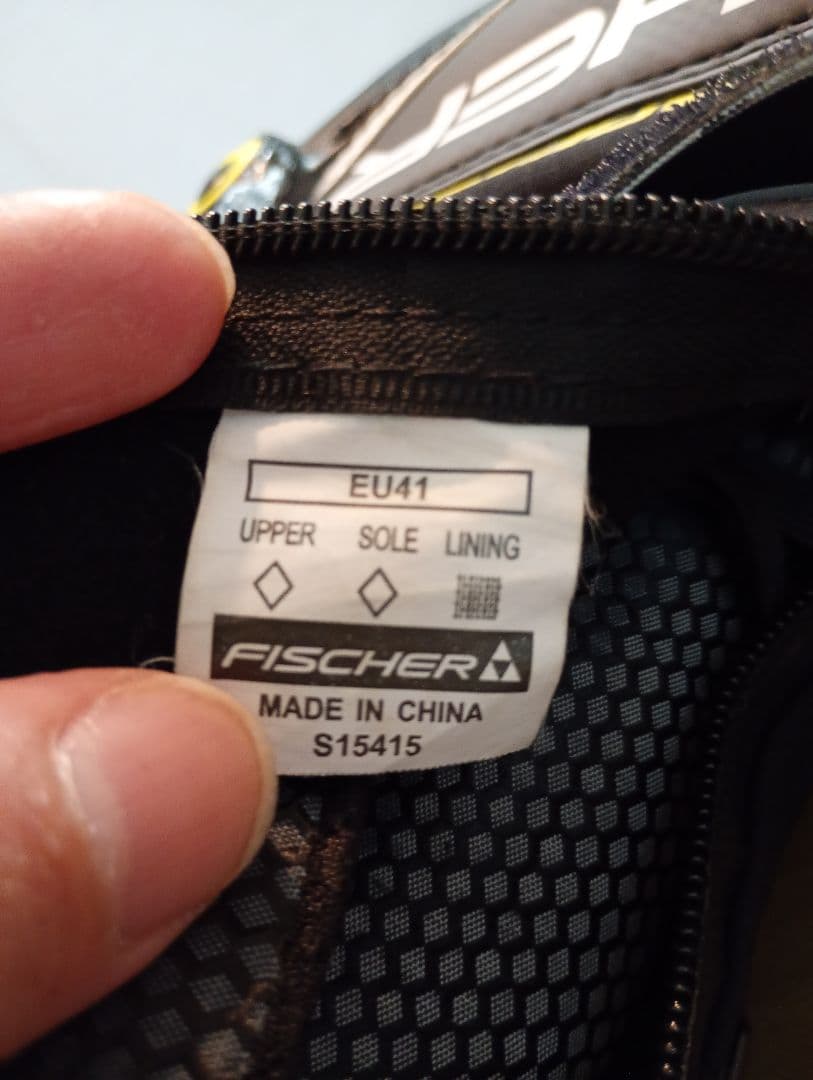 EU41
UPPER SOLE LINING
FISCHER
MADE IN CHINA
S15415